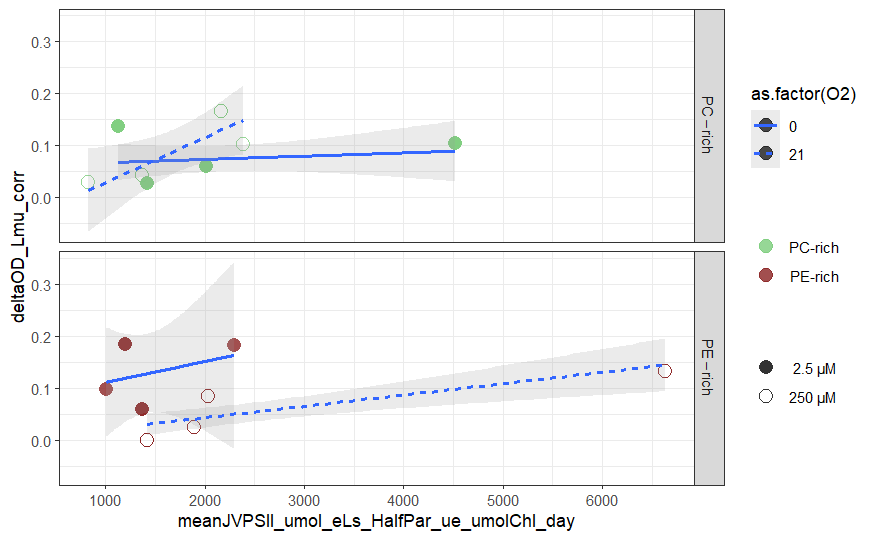 0.3
0.2
0.1
0.0
PC−rich
0.3
0.2
0.1
0.0
PE−rich
deltaOD_Lmu_corr
1000 2000 3000 4000 5000 6000
meanJVPSII_umol_eLs_HalfPar_ue_umolChl_day
as.factor(O2)
0
21
PC-rich
PE-rich
2.5 µM
250 µM